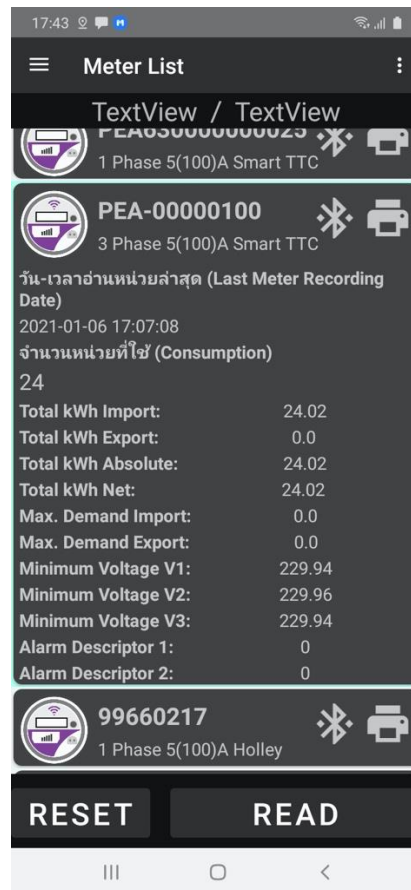 17:43
Meter List
TextView / TextView
PEA630000000025
1 Phase 5(100)A Smart TTC
PEA-00000100
3 Phase 5(100)A Smart TTC
วัน-เวลาอ่านหน่วยล่าสุด (Last Meter Recording
Date)
2021-01-06 17:07:08
จำนวนหน่วยที่ใช้ (Consumption)
24
Total kWh Import: 24.02
Total kWh Export: 0.0
Total kWh Absolute: 24.02
Total kWh Net: 24.02
Max. Demand Import: 0.0
Max. Demand Export: 0.0
Minimum Voltage V1: 229.94
Minimum Voltage V2: 229.96
Minimum Voltage V3: 229.94
Alarm Descriptor 1: 0
Alarm Descriptor 2: 0
99660217
1 Phase 5(100)A Holley
RESET READ